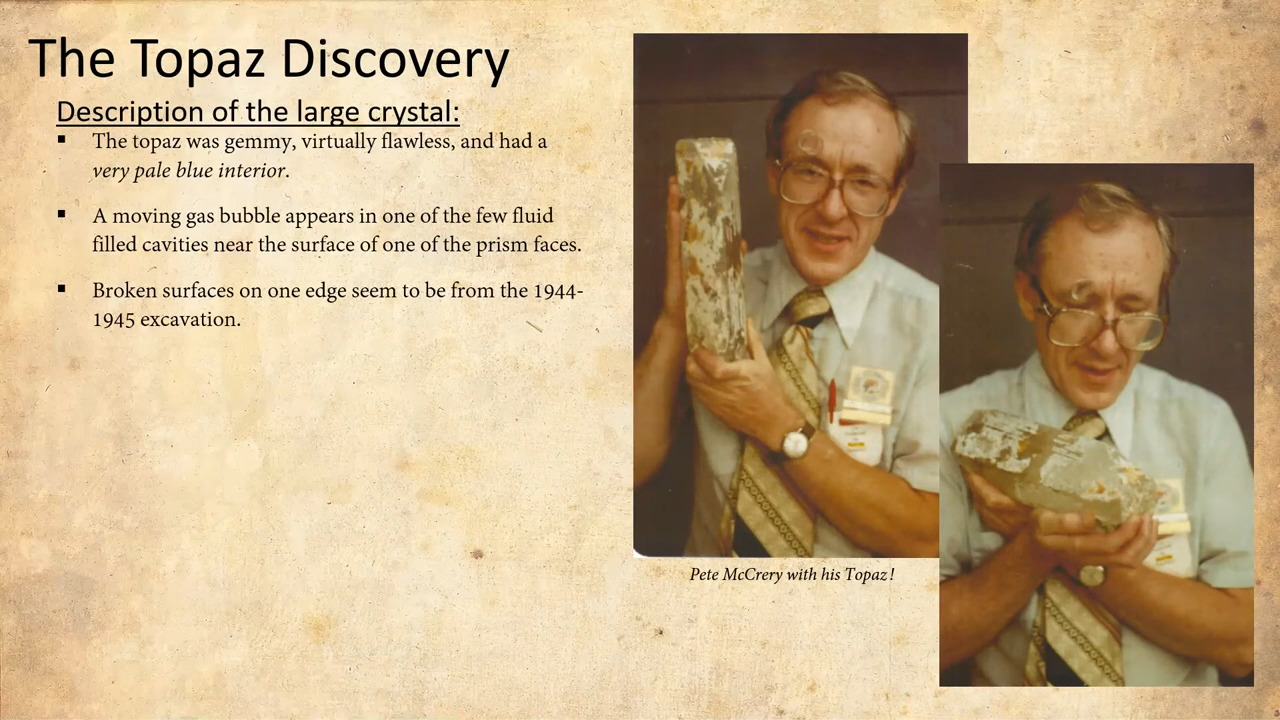 The Topaz Discovery
Description of the large crystal:
The topaz was gemmy, virtually flawless, and had a
very pale blue interior.
A moving gas bubble appears in one of the few fluid
filled cavities near the surface of one of the prism faces.
Broken surfaces on one edge seem to be from the 1944-
1945 excavation.
Pete McCrery with his Topaz!